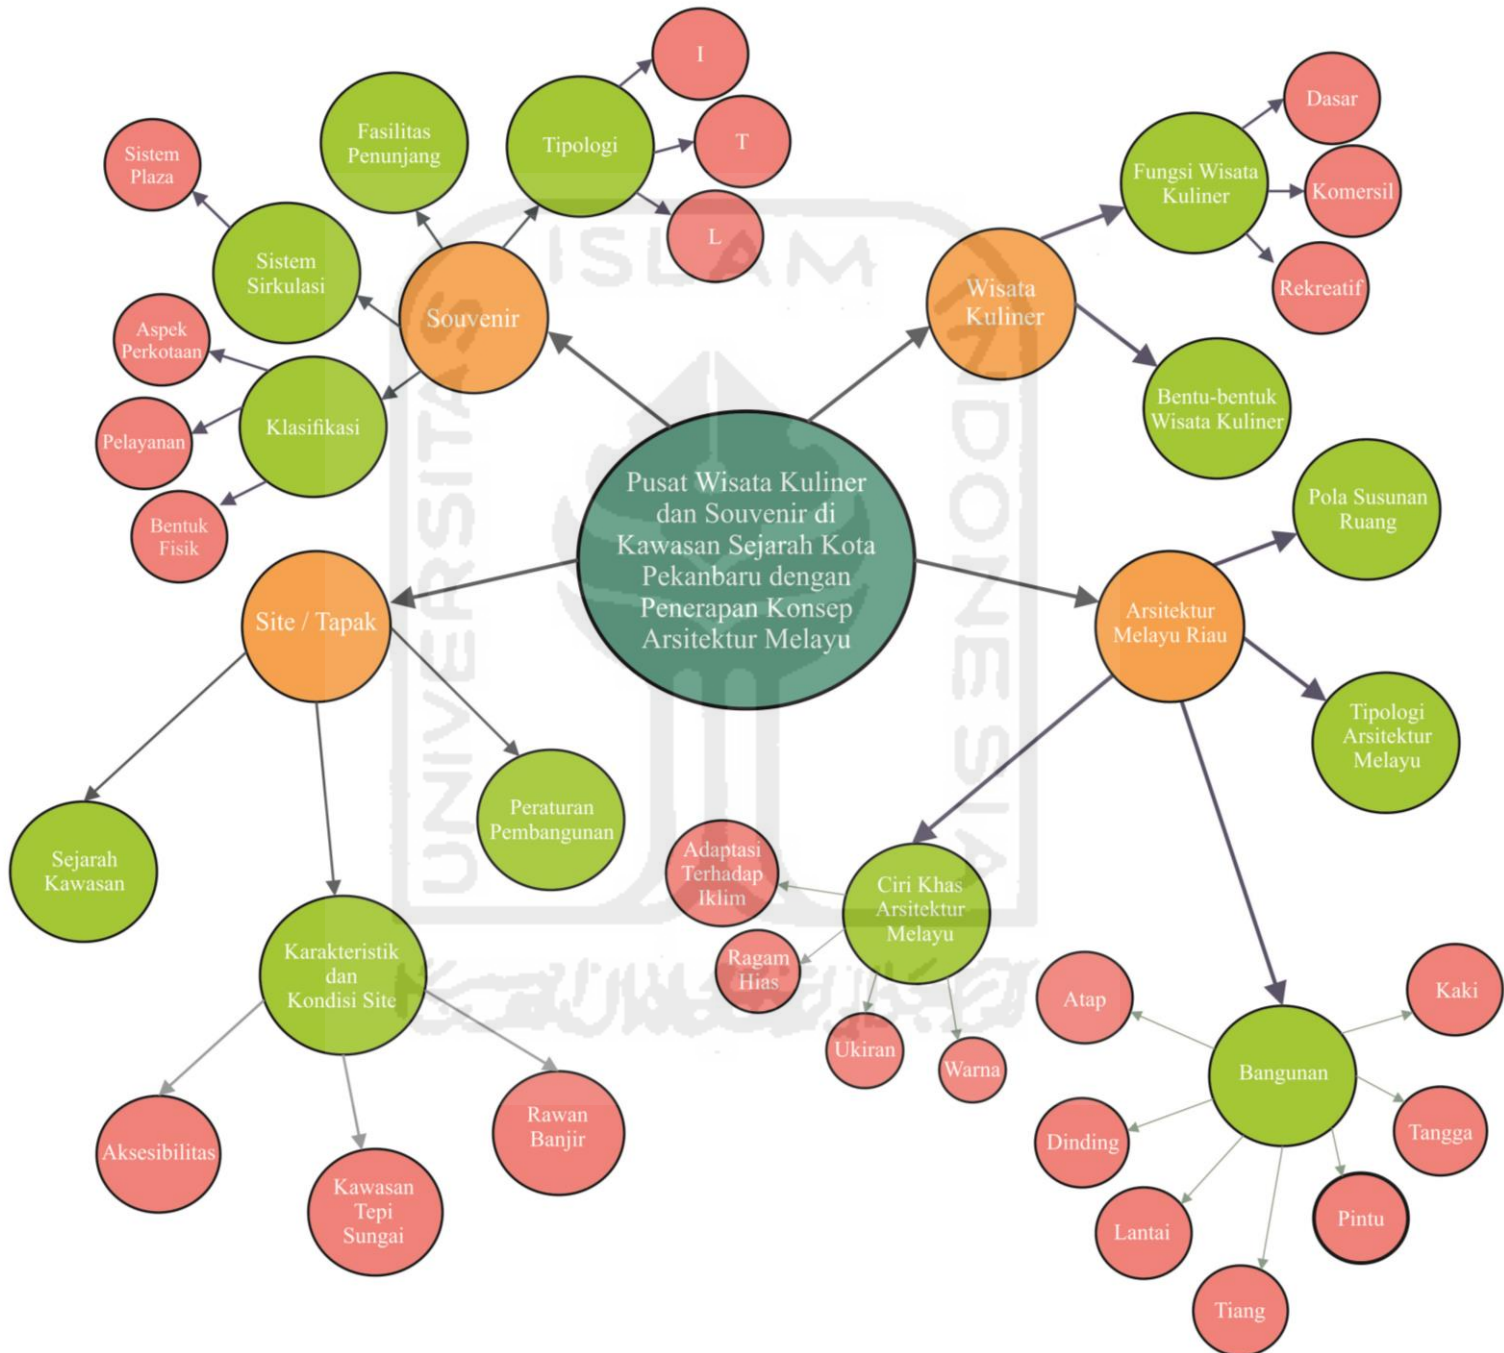 I
Fasilitas
Penunjang
Tipologi
T
L
Sistem
Plaza
Sistem
Sirkulasi
Souvenir
Aspek
Perkotaan
Klasifikasi
Pelayanan
Bentuk
Fisik
Dasar
Fungsi Wisata
Kuliner
Komersil
Rekreatif
Wisata
Kuliner
Bentu-bentuk
Wisata Kuliner
Pusat Wisata Kuliner
dan Souvenir di
Kawasan Sejarah Kota
Pekanbaru dengan
Penerapan Konsep
Arsitektur Melayu
Site / Tapak
Sejarah
Kawasan
Peraturan
Pembangunan
Karakteristik
dan
Kondisi Site
Aksesibilitas
Kawasan
Tepi
Sungai
Rawan
Banjir
Arsitektur
Melayu Riau
Pola Susunan
Ruang
Tipologi
Arsitektur
Melayu
Ciri Khas
Arsitektur
Melayu
Adaptasi
Terhadap
Iklim
Ragam
Hias
Ukiran
Warna
Bangunan
Atap
Kaki
Dinding
Tangga
Lantai
Pintu
Tiang
UNIVERSITAS
ISLAM
INDONESIA